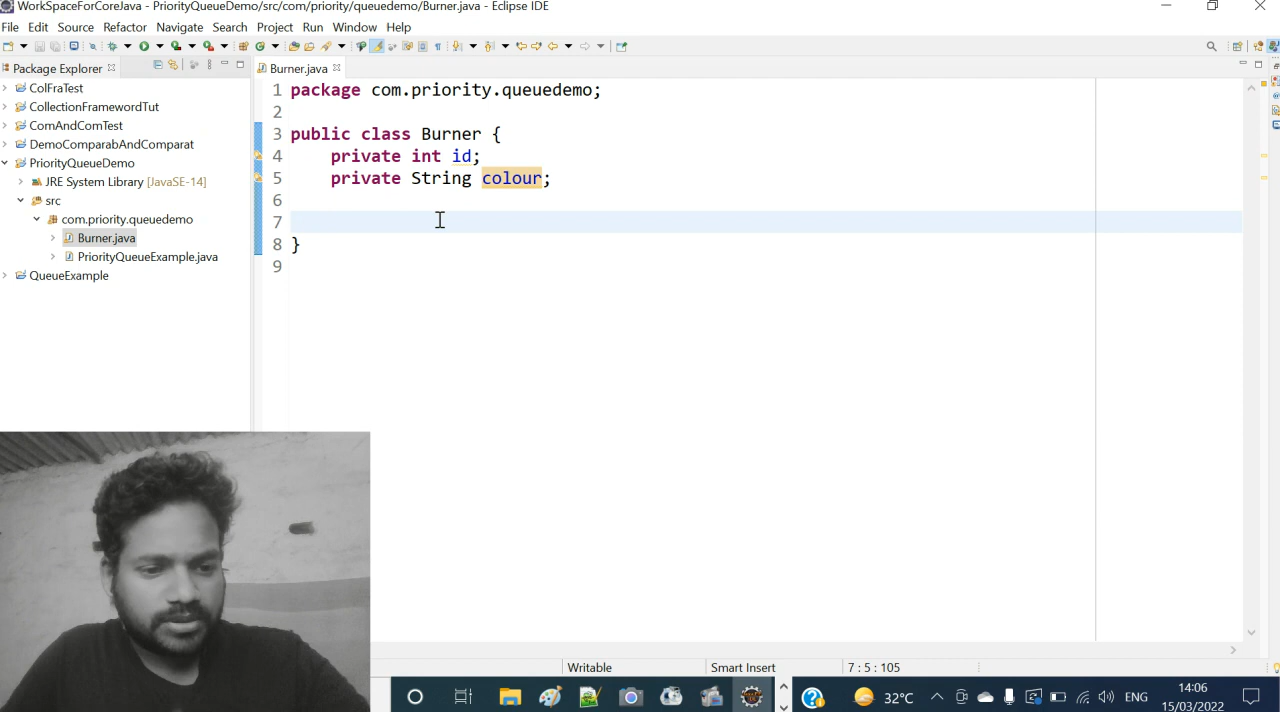 WorkSpaceForCoreJava - PriorityQueueDemo/src/com/priority/queuedemo/Burner.java - Eclipse IDE
File Edit Source Refactor Navigate Search Project Run Window Help
Package Explorer
Burner.java
ColFraTest
CollectionFramewordTut
ComAndComTest
DemoComparabAndComparat
PriorityQueueDemo
JRE System Library [JavaSE-14]
src
com.priority.queuedemo
Burner.java
PriorityQueueExample.java
QueueExample
1 package com.priority.queuedemo;
2
3 public class Burner {
4 private int id;
5 private String colour;
6
7
8 }
9
Writable Smart Insert 7 : 5 : 105
32°C ENG 14:06
15/03/2022